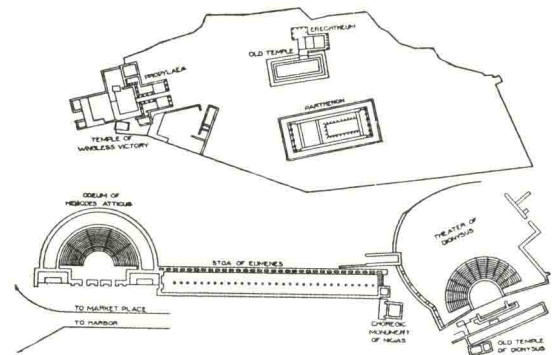 ERECHTHEUM
OLD TEMPLE
PROPYLAEA
PARTHENON
TEMPLE OF
WINGLESS VICTORY
ODEUM OF
HERODES ATTICUS
THEATER OF
DIONYSUS
STOA OF EUMENES
TO MARKET PLACE
TO HARBOR
CHOREGIC
MONUMENT
OF NICIAS
OLD TEMPLE
OF DIONYSUS